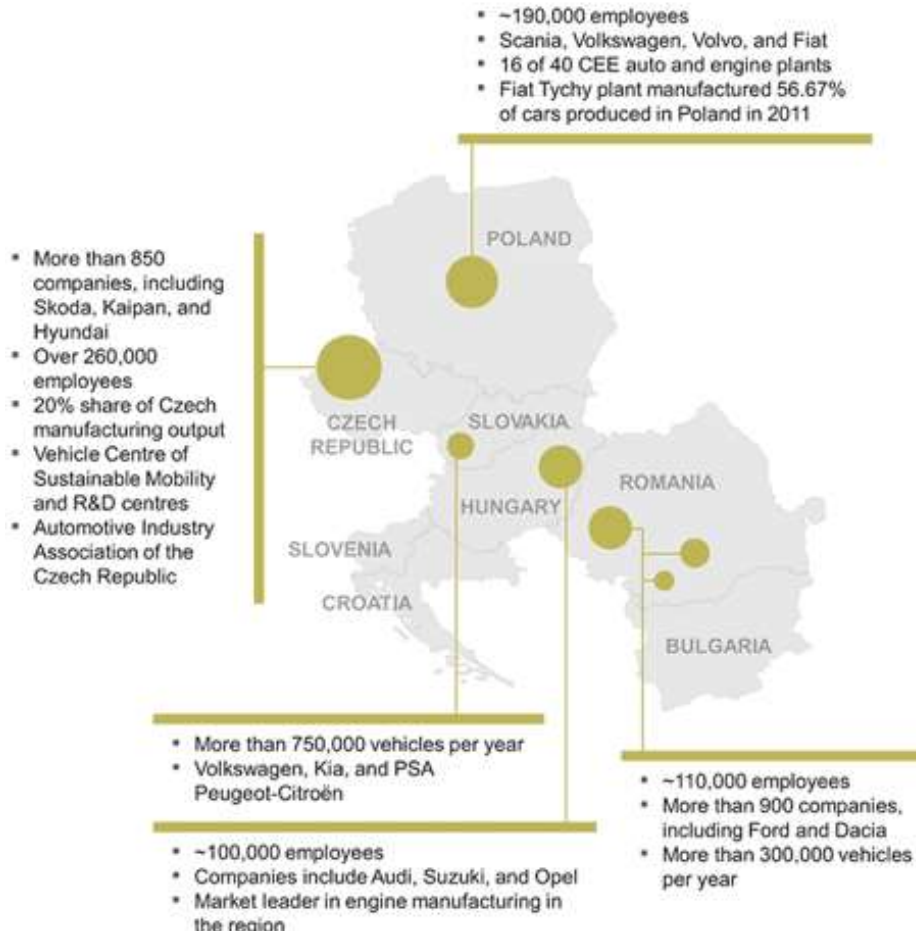 ▪ ~190,000 employees
▪ Scania, Volkswagen, Volvo, and Fiat
▪ 16 of 40 CEE auto and engine plants
▪ Fiat Tychy plant manufactured 56.67%
of cars produced in Poland in 2011
▪ More than 850
companies, including
Skoda, Kaipan, and
Hyundai
▪ Over 260,000
employees
▪ 20% share of Czech
manufacturing output
▪ Vehicle Centre of
Sustainable Mobility
and R&D centres
▪ Automotive Industry
Association of the
Czech Republic
POLAND
CZECH
REPUBLIC
SLOVAKIA
HUNGARY
ROMANIA
SLOVENIA
CROATIA
BULGARIA
▪ More than 750,000 vehicles per year
▪ Volkswagen, Kia, and PSA
Peugeot-Citroën
▪ ~100,000 employees
▪ Companies include Audi, Suzuki, and Opel
▪ Market leader in engine manufacturing in
the region
▪ ~110,000 employees
▪ More than 900 companies,
including Ford and Dacia
▪ More than 300,000 vehicles
per year